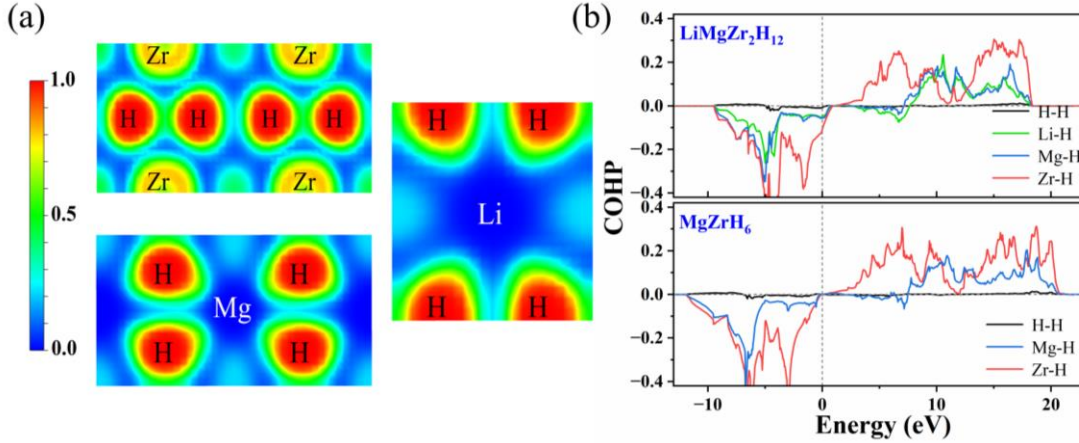 (a)
Zr Zr
H H H H
Zr Zr
1.0
0.5
0.0
H H
Mg
H H
H H
Li
H H
(b)
LiMgZr₂H₁₂
0.4
0.2
0.0
−0.2
−0.4
H-H
Li-H
Mg-H
Zr-H
COHP
MgZrH₆
0.4
0.2
0.0
−0.2
−0.4
H-H
Mg-H
Zr-H
−10 0 10 20
Energy (eV)